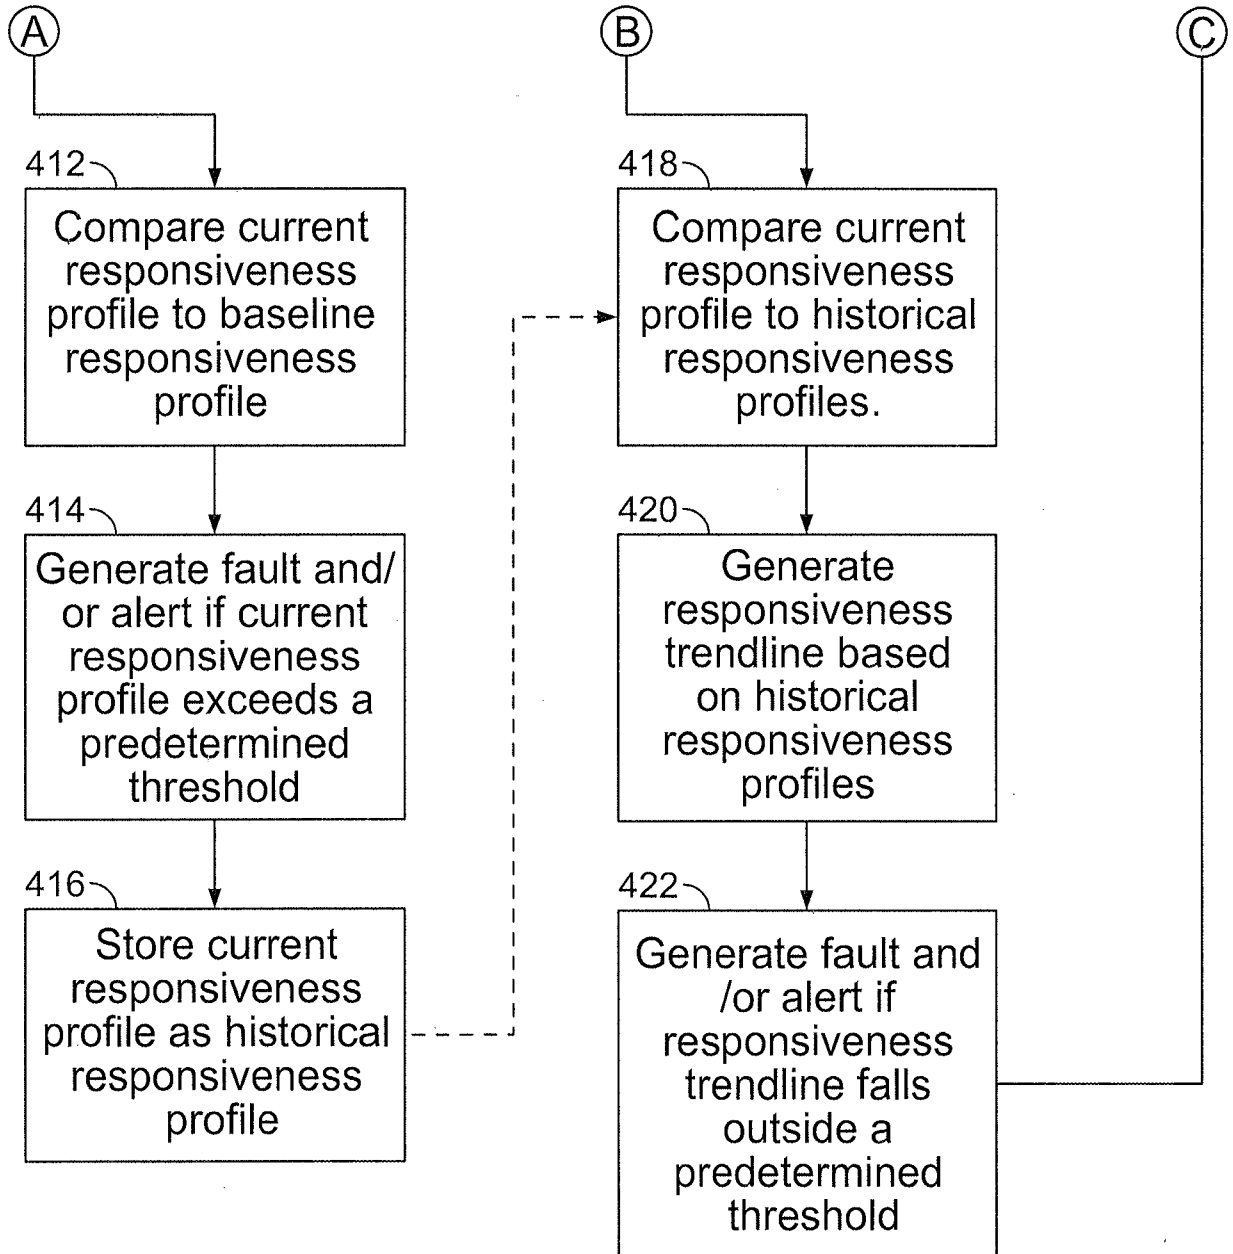 A
B
C
412
Compare current
responsiveness
profile to baseline
responsiveness
profile
414
Generate fault and/
or alert if current
responsiveness
profile exceeds a
predetermined
threshold
416
Store current
responsiveness
profile as historical
responsiveness
profile
418
Compare current
responsiveness
profile to historical
responsiveness
profiles.
420
Generate
responsiveness
trendline based
on historical
responsiveness
profiles
422
Generate fault and
/or alert if
responsiveness
trendline falls
outside a
predetermined
threshold